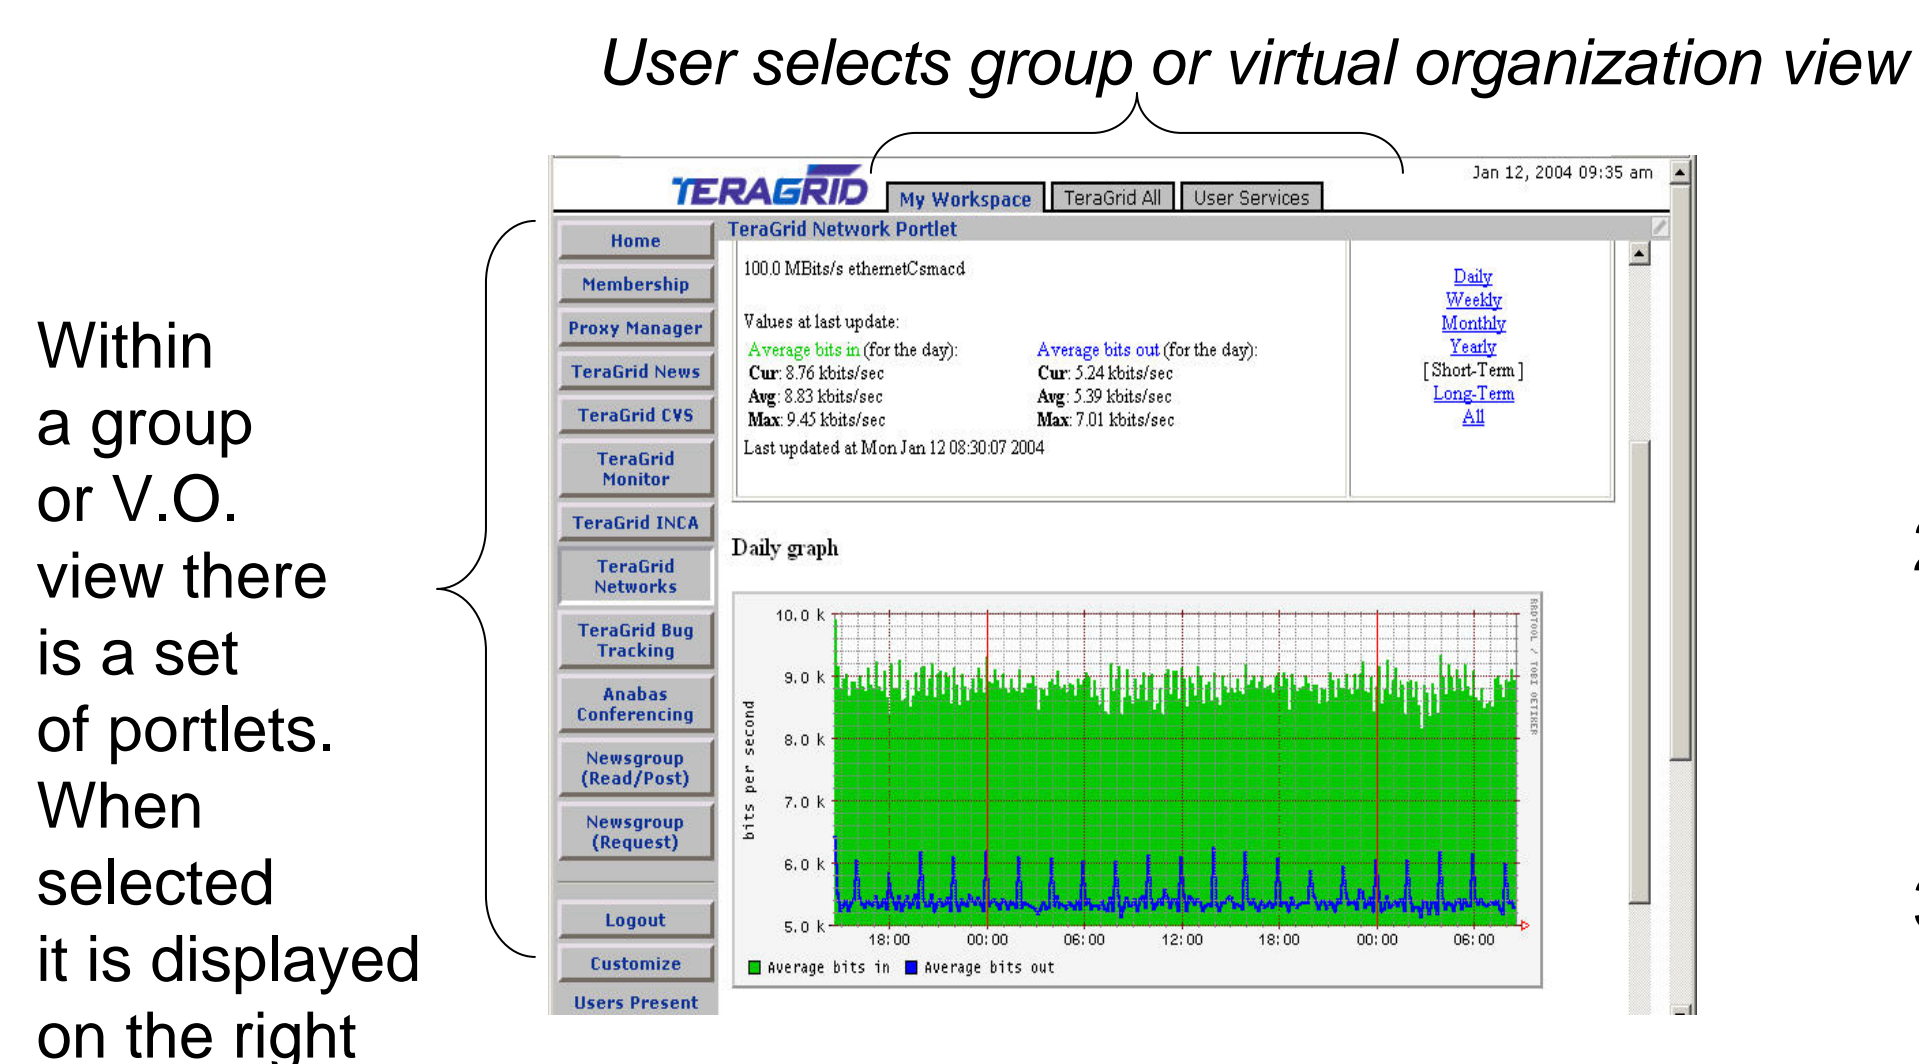 User selects group or virtual organization view
TERAGRID
My Workspace
TeraGrid All
User Services
Jan 12, 2004 09:35 am
Within
a group
or V.O.
view there
is a set
of portlets.
When
selected
it is displayed
on the right
Home
Membership
Proxy Manager
TeraGrid News
TeraGrid CVS
TeraGrid
Monitor
TeraGrid INCA
TeraGrid
Networks
TeraGrid Bug
Tracking
Anabas
Conferencing
Newsgroup
(Read/Post)
Newsgroup
(Request)
Logout
Customize
Users Present
TeraGrid Network Portlet
100.0 MBits/s ethernetCsmacd
Values at last update:
Average bits in (for the day):
Cur: 8.76 kbits/sec
Avg: 8.83 kbits/sec
Max: 9.45 kbits/sec
Average bits out (for the day):
Cur: 5.24 kbits/sec
Avg: 5.39 kbits/sec
Max: 7.01 kbits/sec
Last updated at Mon Jan 12 08:30:07 2004
Daily
Weekly
Monthly
Yearly
[ Short-Term ]
Long-Term
All
Daily graph
bits per second
10.0 k
9.0 k
8.0 k
7.0 k
6.0 k
5.0 k
18:00 00:00 06:00 12:00 18:00 00:00 06:00
Average bits in Average bits out
RRDTOOL / TOBI OETIKER